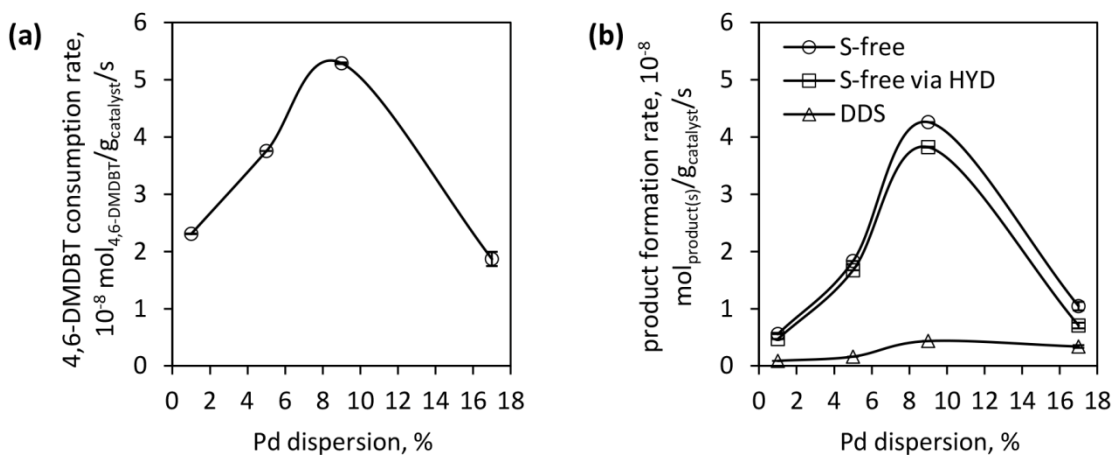 (a)
4,6-DMDBT consumption rate,
10-8 mol4,6-DMDBT/gcatalyst/s
6
5
4
3
2
1
0
0 2 4 6 8 10 12 14 16 18
Pd dispersion, %
(b)
product formation rate, 10-8
molproduct(s)/gcatalyst/s
6
5
4
3
2
1
0
S-free
S-free via HYD
DDS
0 2 4 6 8 10 12 14 16 18
Pd dispersion, %